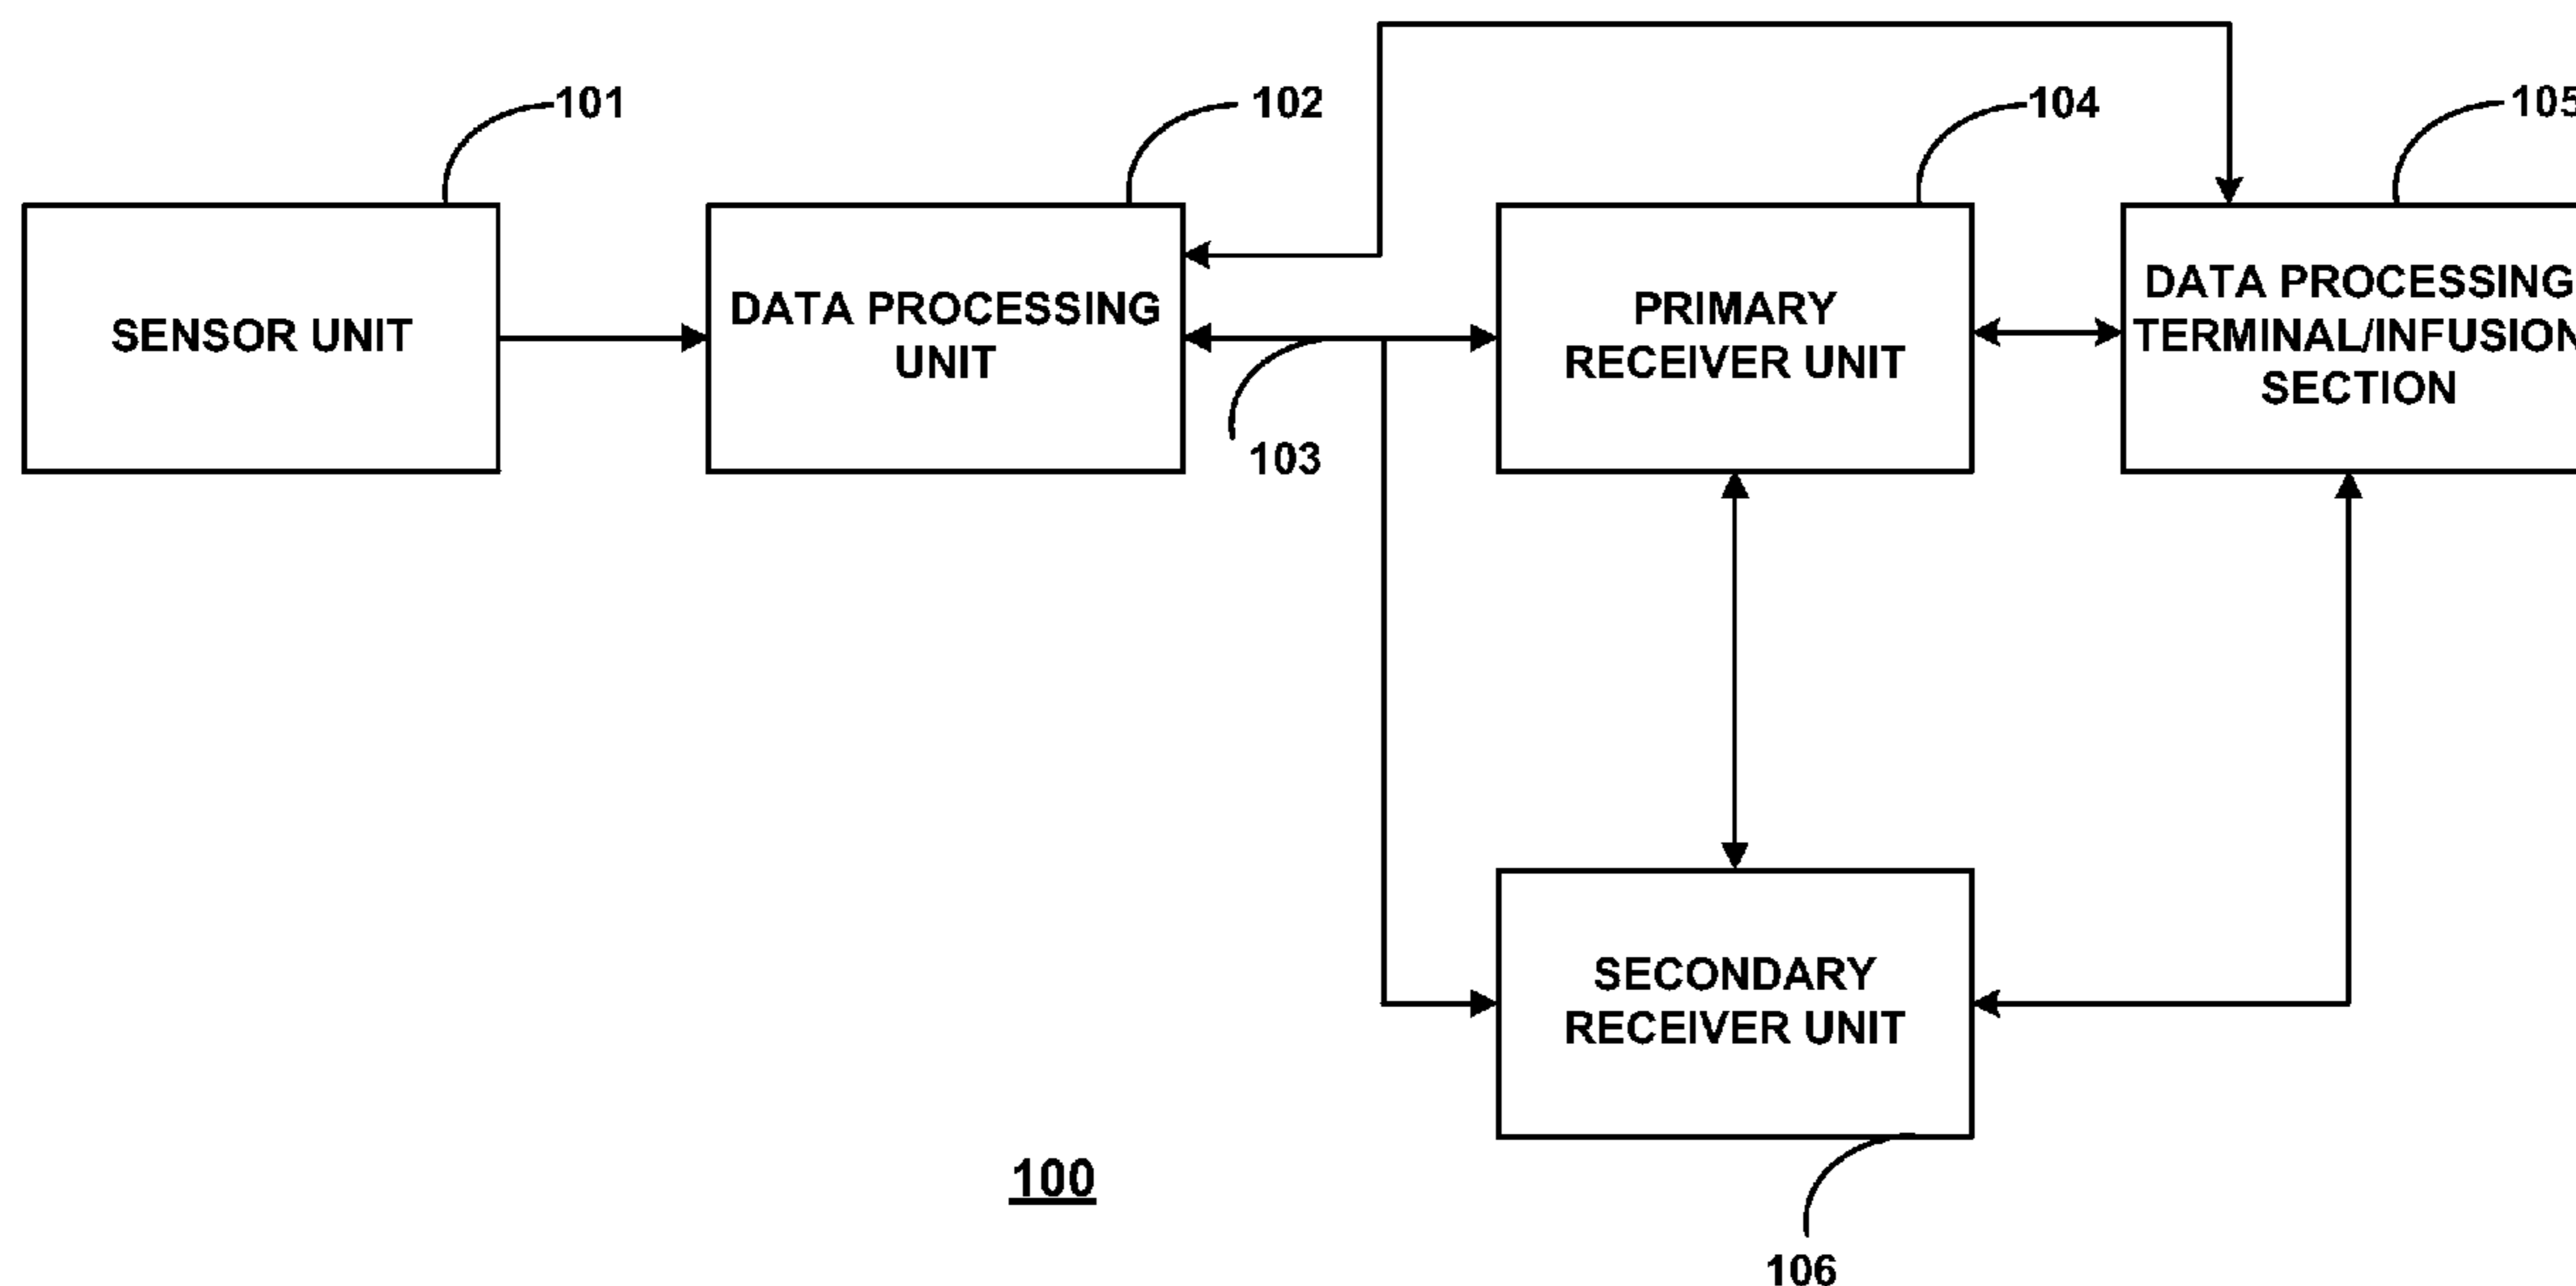 101
102
104
105
SENSOR UNIT
DATA PROCESSING
UNIT
PRIMARY
RECEIVER UNIT
DATA PROCESSING
TERMINAL/INFUSION
SECTION
103
SECONDARY
RECEIVER UNIT
100
106